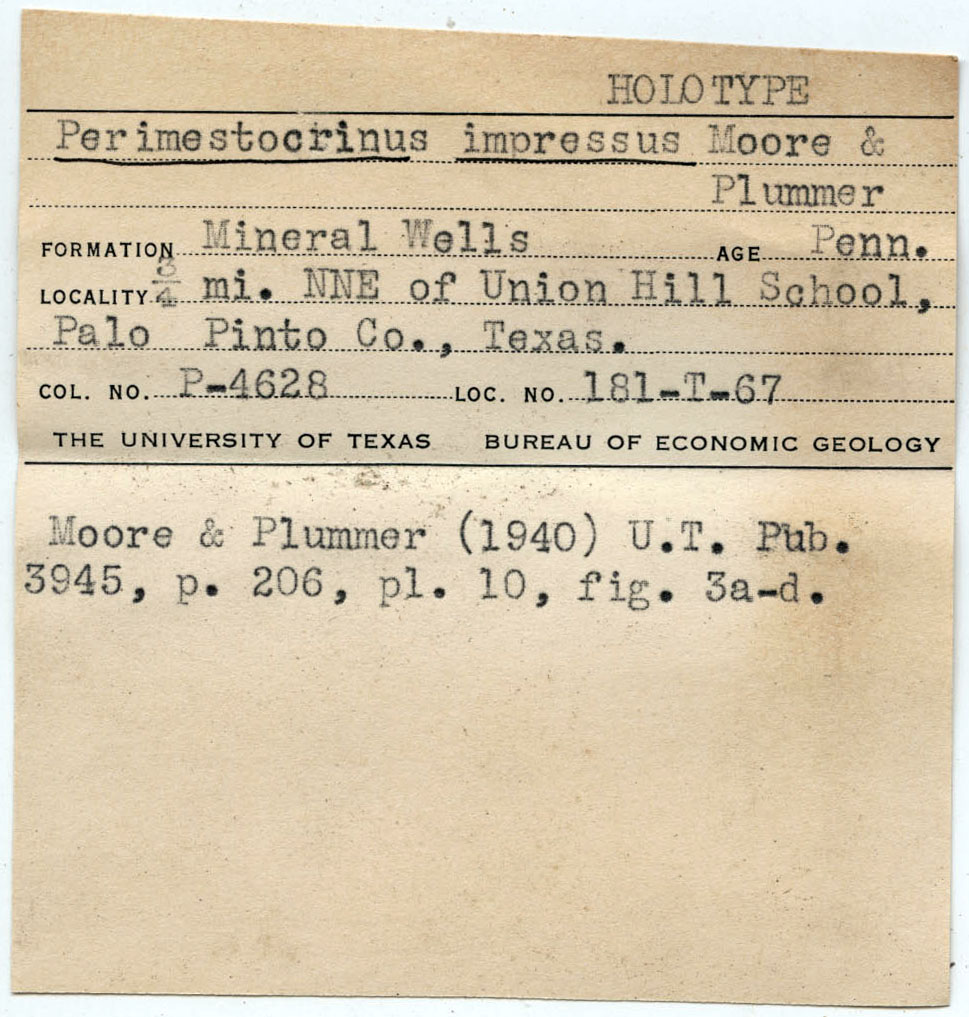 HOLOTYPE
Perimestocrinus impressus Moore &
Plummer
FORMATION Mineral Wells AGE Penn.
LOCALITY 3/4 mi. NNE of Union Hill School,
Palo Pinto Co., Texas.
COL. NO. P-4628 LOC. NO. 181-T-67
THE UNIVERSITY OF TEXAS BUREAU OF ECONOMIC GEOLOGY
Moore & Plummer (1940) U.T. Pub.
3945, p. 206, pl. 10, fig. 3a-d.